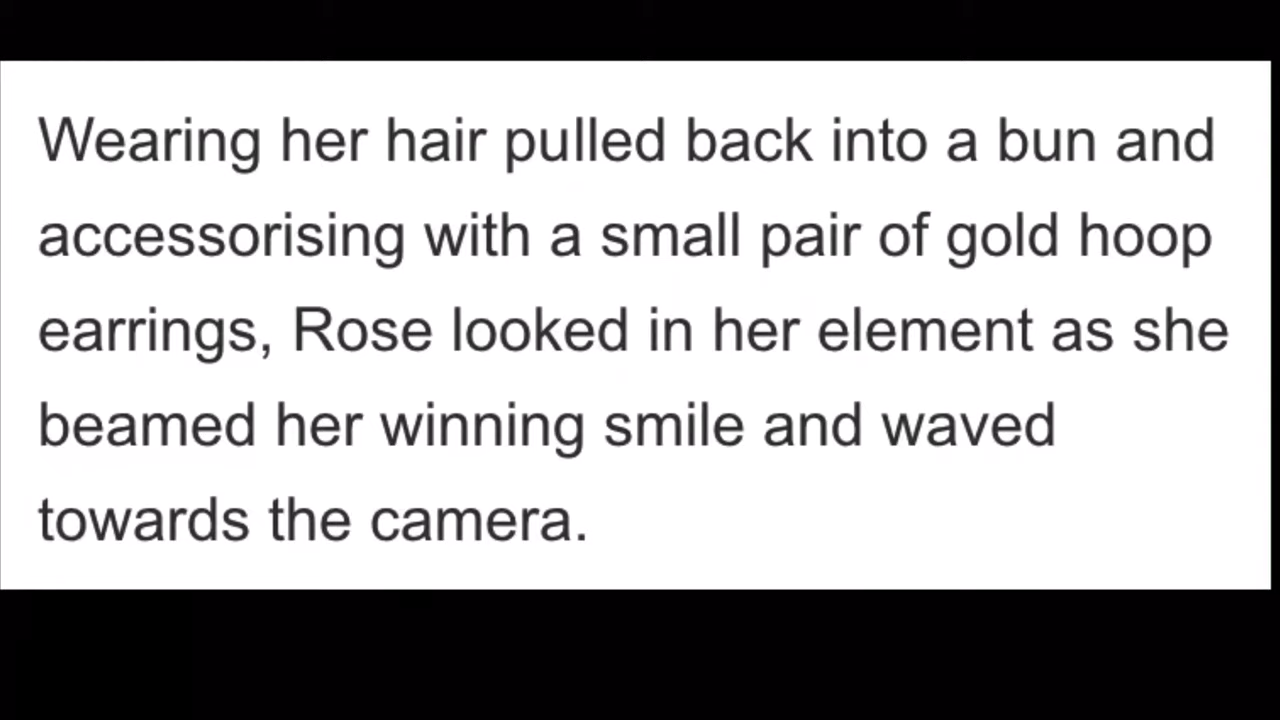 Wearing her hair pulled back into a bun and
accessorising with a small pair of gold hoop
earrings, Rose looked in her element as she
beamed her winning smile and waved
towards the camera.